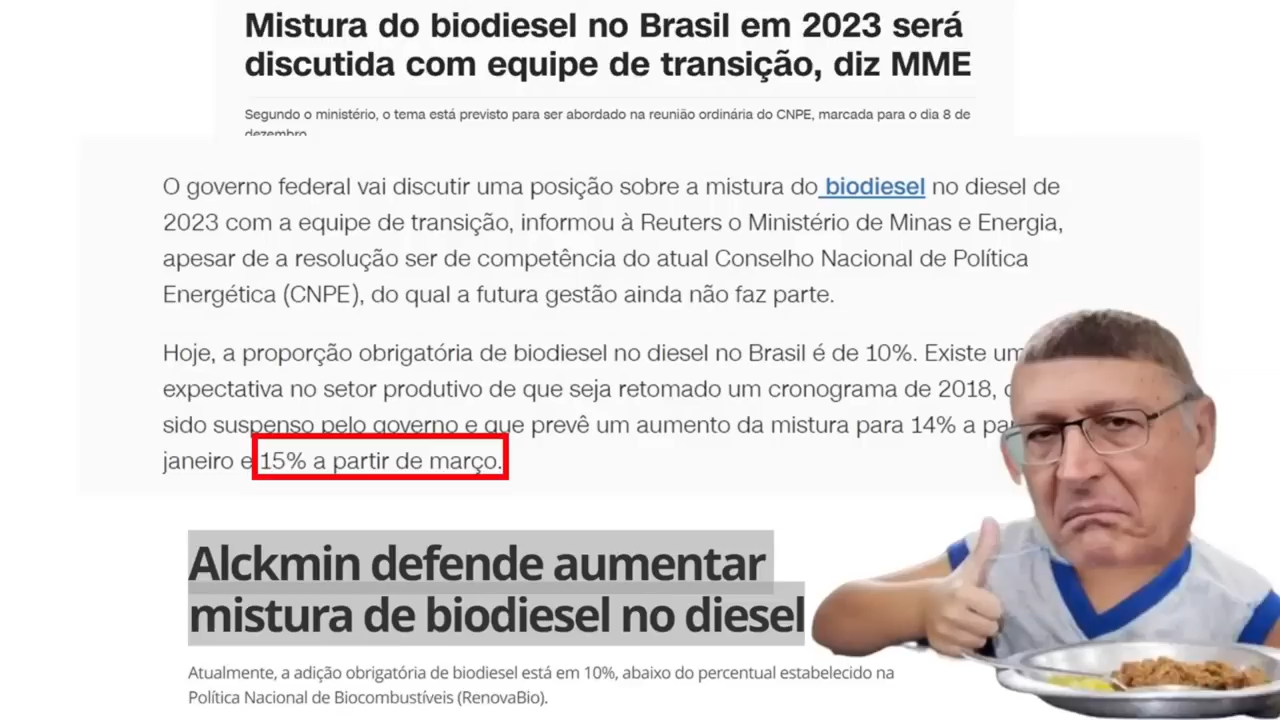 Mistura do biodiesel no Brasil em 2023 será
discutida com equipe de transição, diz MME
Segundo o ministério, o tema está previsto para ser abordado na reunião ordinária do CNPE, marcada para o dia 8 de
dezembro
O governo federal vai discutir uma posição sobre a mistura do biodiesel no diesel de
2023 com a equipe de transição, informou à Reuters o Ministério de Minas e Energia,
apesar de a resolução ser de competência do atual Conselho Nacional de Política
Energética (CNPE), do qual a futura gestão ainda não faz parte.
Hoje, a proporção obrigatória de biodiesel no diesel no Brasil é de 10%. Existe um
expectativa no setor produtivo de que seja retomado um cronograma de 2018,
sido suspenso pelo governo e que prevê um aumento da mistura para 14% a
janeiro e 15% a partir de março.
Alckmin defende aumentar
mistura de biodiesel no diesel
Atualmente, a adição obrigatória de biodiesel está em 10%, abaixo do percentual estabelecido na
Política Nacional de Biocombustíveis (RenovaBio).